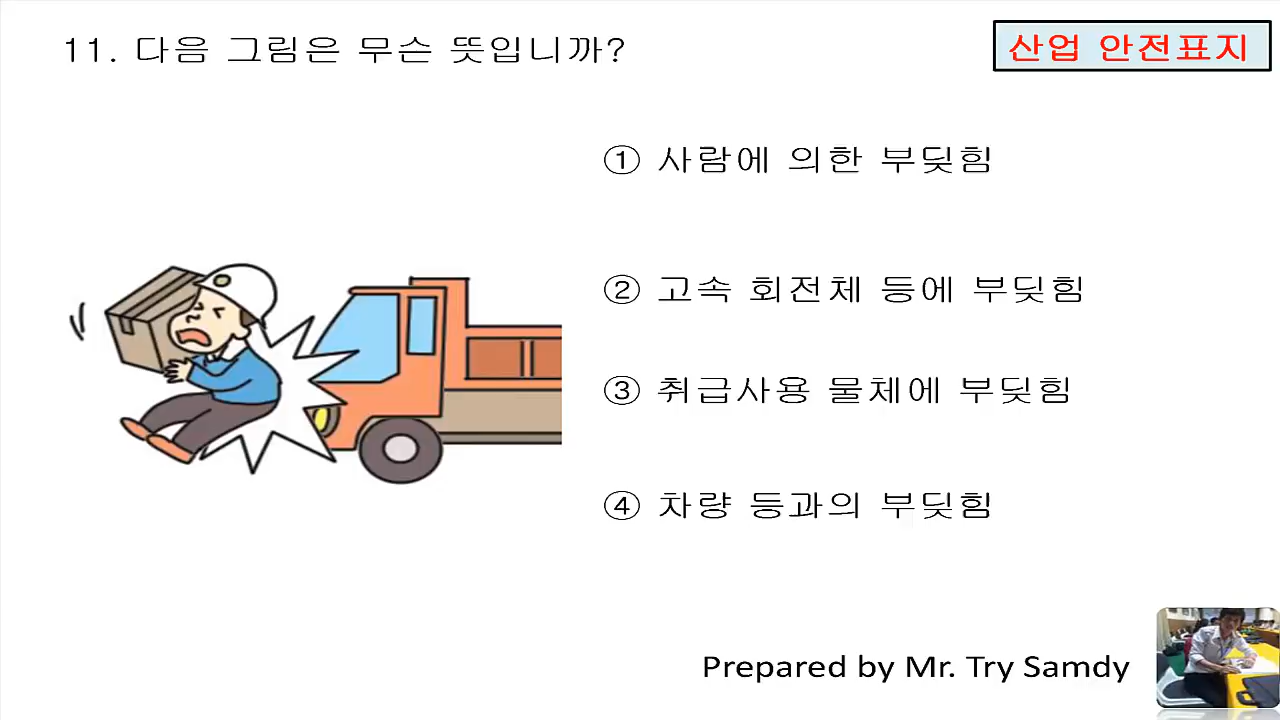 11. 다음 그림은 무슨 뜻입니까?
산업 안전표지
① 사람에 의한 부딪힘
② 고속 회전체 등에 부딪힘
③ 취급사용 물체에 부딪힘
④ 차량 등과의 부딪힘
Prepared by Mr. Try Samdy